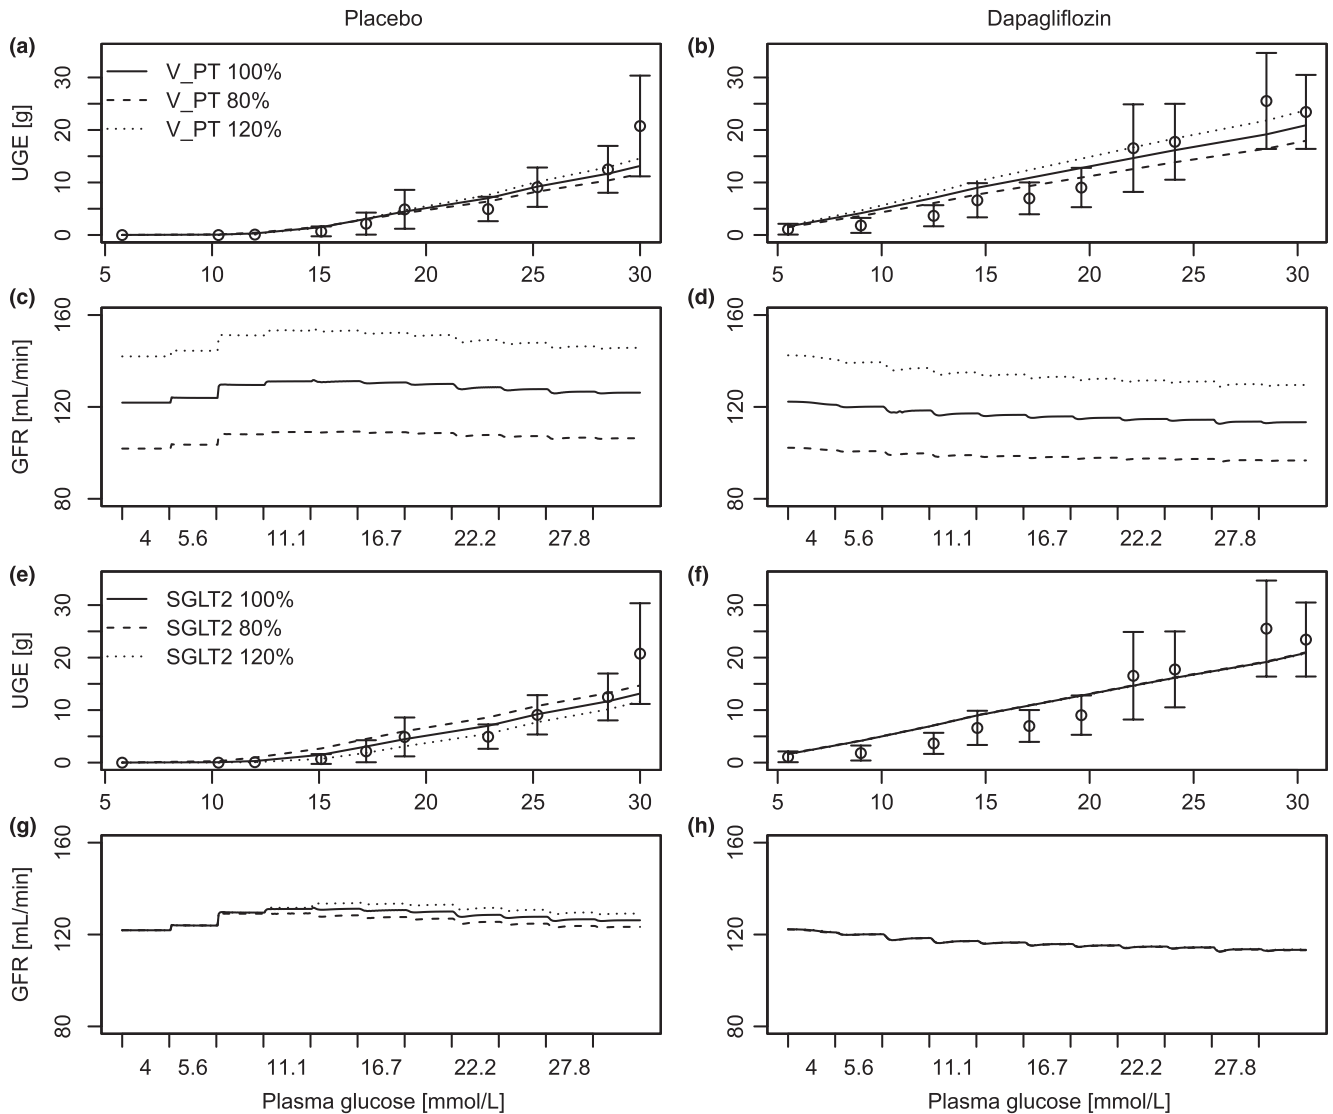 Placebo Dapagliflozin
(a) (b)
V_PT 100%
V_PT 80%
V_PT 120%
UGE [g]
0 10 20 30
0 10 20 30
5 10 15 20 25 30
5 10 15 20 25 30
(c) (d)
GFR [mL/min]
80 120 160
80 120 160
4 5.6 11.1 16.7 22.2 27.8
4 5.6 11.1 16.7 22.2 27.8
(e) (f)
SGLT2 100%
SGLT2 80%
SGLT2 120%
UGE [g]
0 10 20 30
0 10 20 30
5 10 15 20 25 30
5 10 15 20 25 30
(g) (h)
GFR [mL/min]
80 120 160
80 120 160
4 5.6 11.1 16.7 22.2 27.8
4 5.6 11.1 16.7 22.2 27.8
Plasma glucose [mmol/L] Plasma glucose [mmol/L]